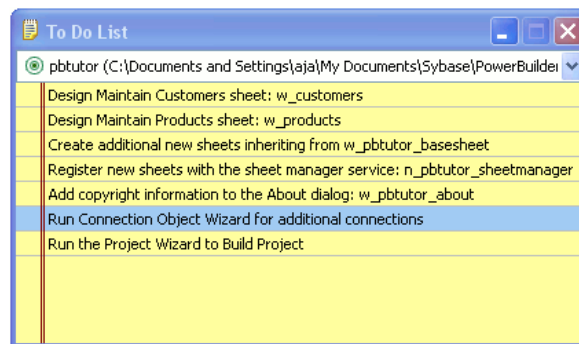 To Do List
pbtutor (C:\Documents and Settings\aja\My Documents\Sybase\PowerBuilder
Design Maintain Customers sheet: w_customers
Design Maintain Products sheet: w_products
Create additional new sheets inheriting from w_pbtutor_basesheet
Register new sheets with the sheet manager service: n_pbtutor_sheetmanager
Add copyright information to the About dialog: w_pbtutor_about
Run Connection Object Wizard for additional connections
Run the Project Wizard to Build Project